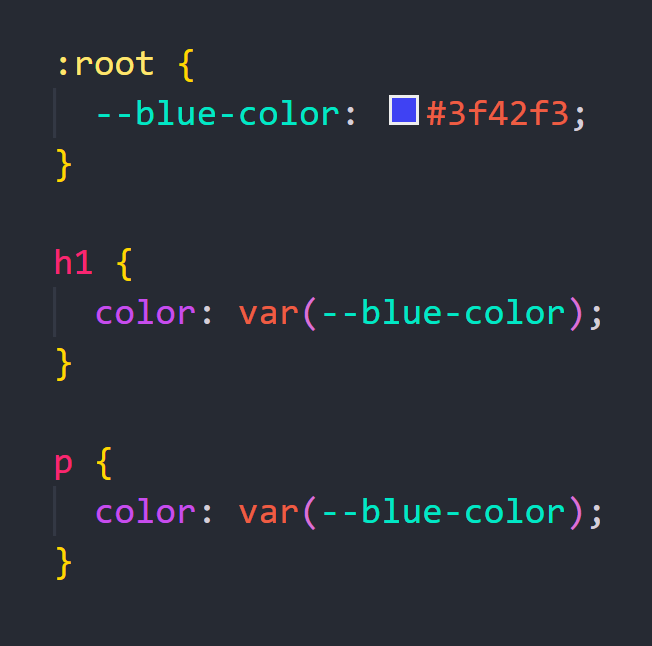 :root {
  --blue-color: #3f42f3;
}
h1 {
  color: var(--blue-color);
}
p {
  color: var(--blue-color);
}